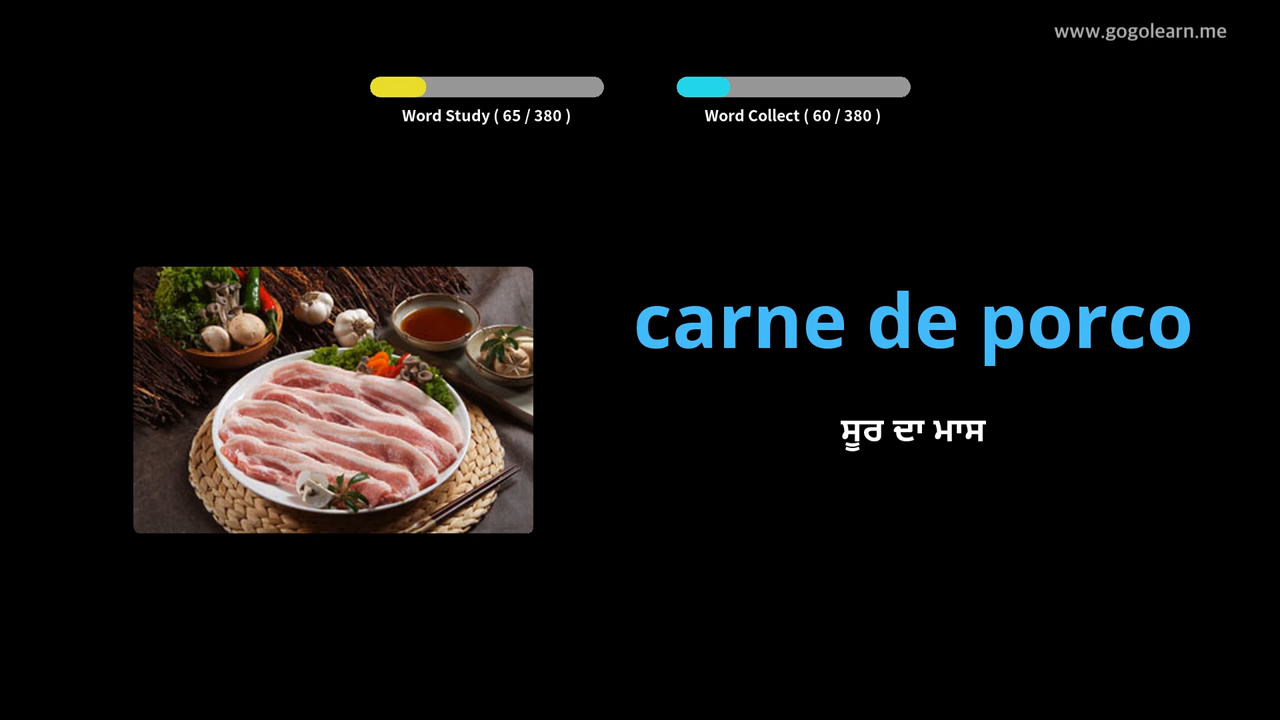 www.gogolearn.me
Word Study ( 65 / 380 )
Word Collect ( 60 / 380 )
carne de porco
ਸੂਰ ਦਾ ਮਾਸ